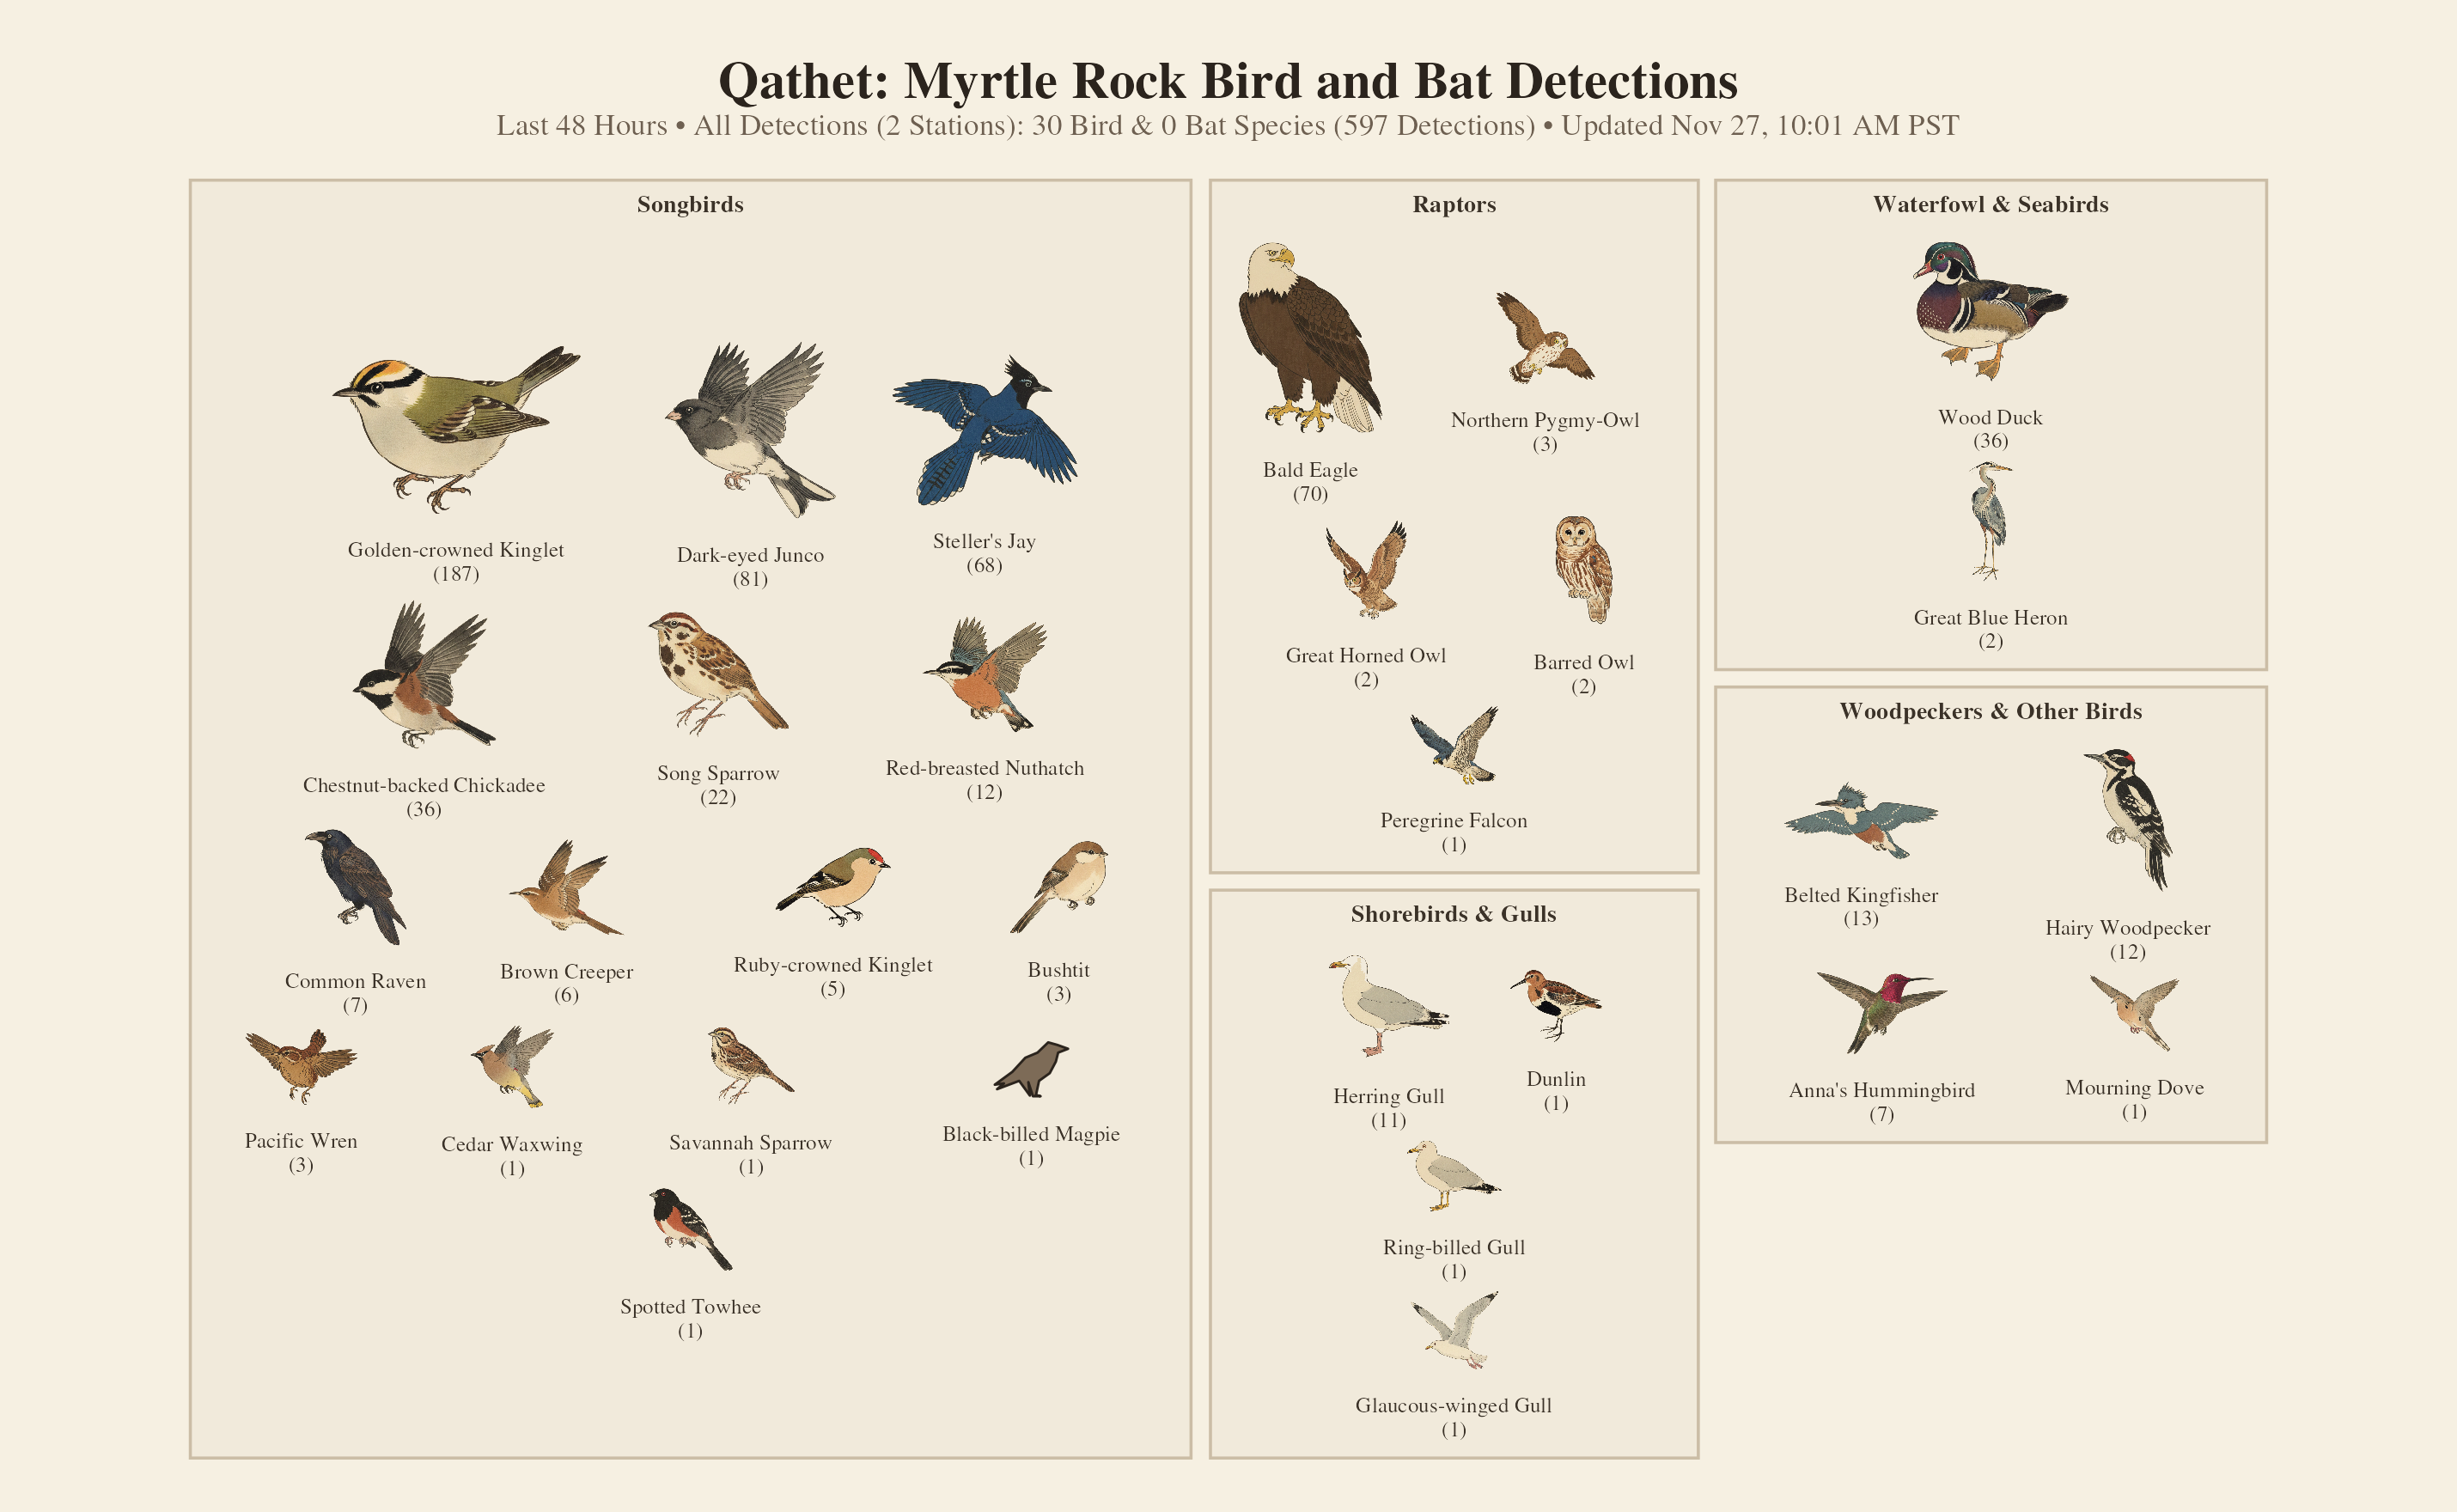 Qathet: Myrtle Rock Bird and Bat Detections
Last 48 Hours • All Detections (2 Stations): 30 Bird & 0 Bat Species (597 Detections) • Updated Nov 27, 10:01 AM PST
Songbirds
Golden-crowned Kinglet
(187)
Dark-eyed Junco
(81)
Steller's Jay
(68)
Chestnut-backed Chickadee
(36)
Song Sparrow
(22)
Red-breasted Nuthatch
(12)
Common Raven
(7)
Brown Creeper
(6)
Ruby-crowned Kinglet
(5)
Bushtit
(3)
Pacific Wren
(3)
Cedar Waxwing
(1)
Savannah Sparrow
(1)
Black-billed Magpie
(1)
Spotted Towhee
(1)
Raptors
Bald Eagle
(70)
Northern Pygmy-Owl
(3)
Great Horned Owl
(2)
Barred Owl
(2)
Peregrine Falcon
(1)
Shorebirds & Gulls
Herring Gull
(11)
Dunlin
(1)
Ring-billed Gull
(1)
Glaucous-winged Gull
(1)
Waterfowl & Seabirds
Wood Duck
(36)
Great Blue Heron
(2)
Woodpeckers & Other Birds
Belted Kingfisher
(13)
Hairy Woodpecker
(12)
Anna's Hummingbird
(7)
Mourning Dove
(1)